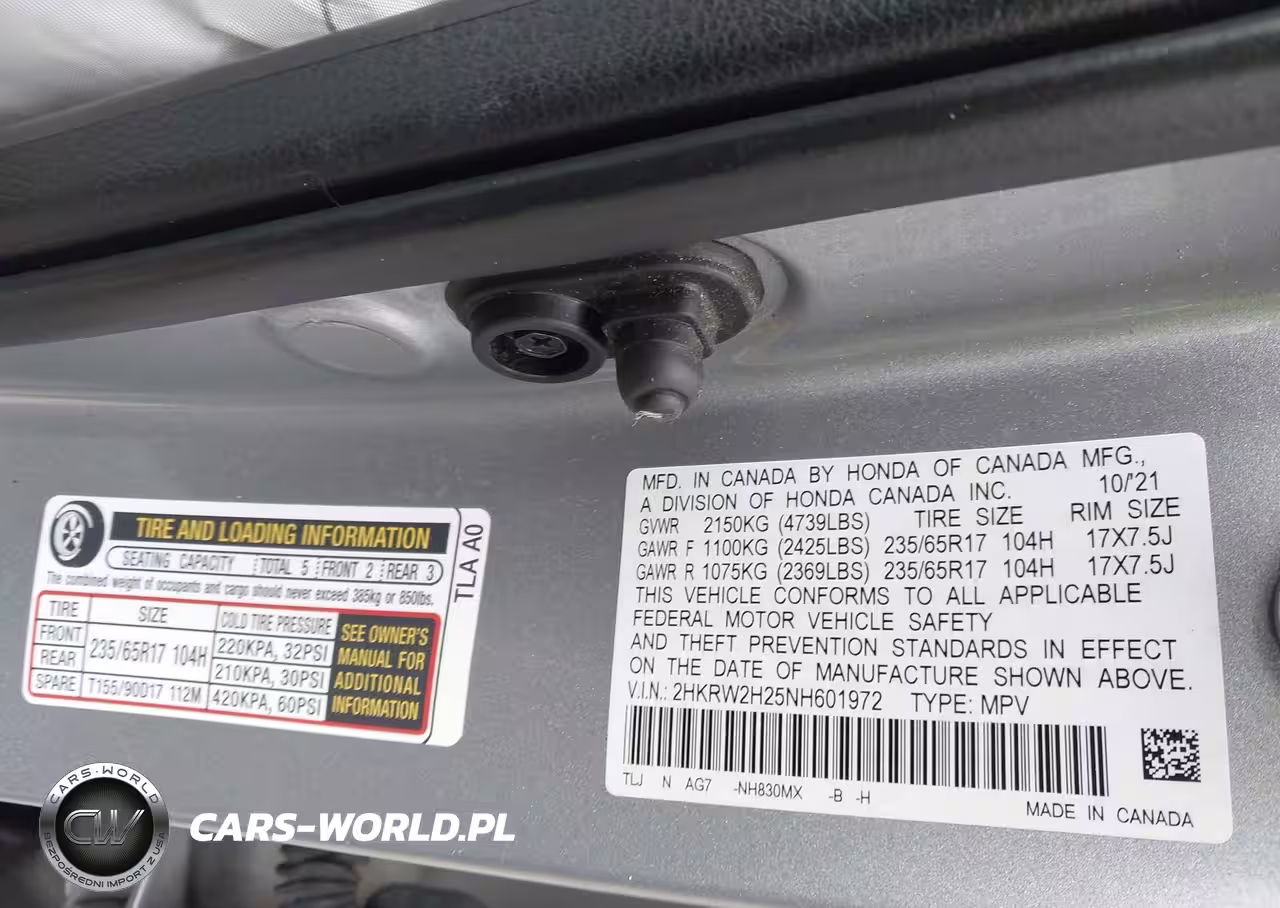 TIRE AND LOADING INFORMATION
SEATING CAPACITY TOTAL 5 FRONT 2 REAR 3
The combined weight of occupants and cargo should never exceed 385kg or 850lbs.
TIRE SIZE COLD TIRE PRESSURE
FRONT 235/65R17 104H 220KPA, 32PSI
REAR 210KPA, 30PSI
SPARE T155/90D17 112M 420KPA, 60PSI
SEE OWNER'S
MANUAL FOR
ADDITIONAL
INFORMATION
TLA A0
MFD. IN CANADA BY HONDA OF CANADA MFG.,
A DIVISION OF HONDA CANADA INC. 10/'21
GVWR 2150KG (4739LBS) TIRE SIZE RIM SIZE
GAWR F 1100KG (2425LBS) 235/65R17 104H 17X7.5J
GAWR R 1075KG (2369LBS) 235/65R17 104H 17X7.5J
THIS VEHICLE CONFORMS TO ALL APPLICABLE
FEDERAL MOTOR VEHICLE SAFETY
AND THEFT PREVENTION STANDARDS IN EFFECT
ON THE DATE OF MANUFACTURE SHOWN ABOVE.
V.I.N.: 2HKRW2H25NH601972 TYPE: MPV
TLJ N AG7 -NH830MX -B -H
MADE IN CANADA
CARS-WORLD
CW
BEZPOŚREDNI IMPORT Z USA
CARS-WORLD.PL